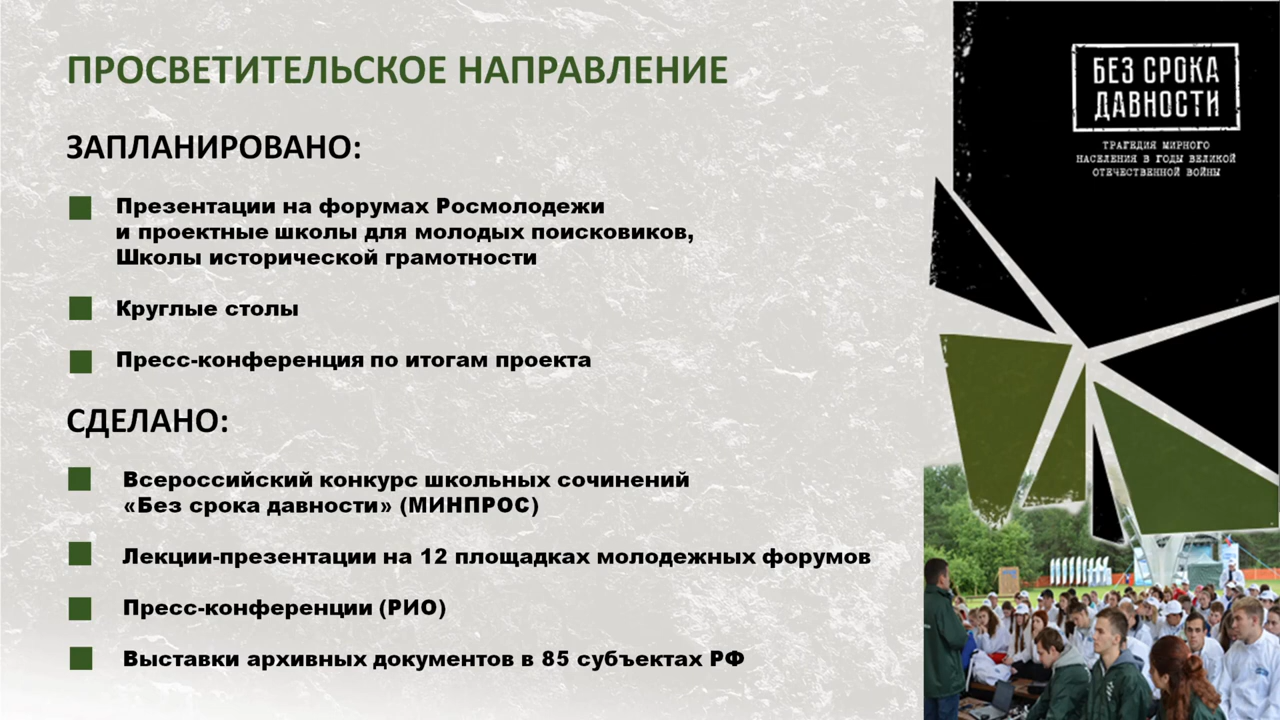 ПРОСВЕТИТЕЛЬСКОЕ НАПРАВЛЕНИЕ
ЗАПЛАНИРОВАНО:
Презентации на форумах Росмолодежи
и проектные школы для молодых поисковиков,
Школы исторической грамотности
Круглые столы
Пресс-конференция по итогам проекта
СДЕЛАНО:
Всероссийский конкурс школьных сочинений
«Без срока давности» (МИНПРОС)
Лекции-презентации на 12 площадках молодежных форумов
Пресс-конференции (РИО)
Выставки архивных документов в 85 субъектах РФ
БЕЗ СРОКА
ДАВНОСТИ
ТРАГЕДИЯ МИРНОГО
НАСЕЛЕНИЯ В ГОДЫ ВЕЛИКОЙ
ОТЕЧЕСТВЕННОЙ ВОЙНЫ